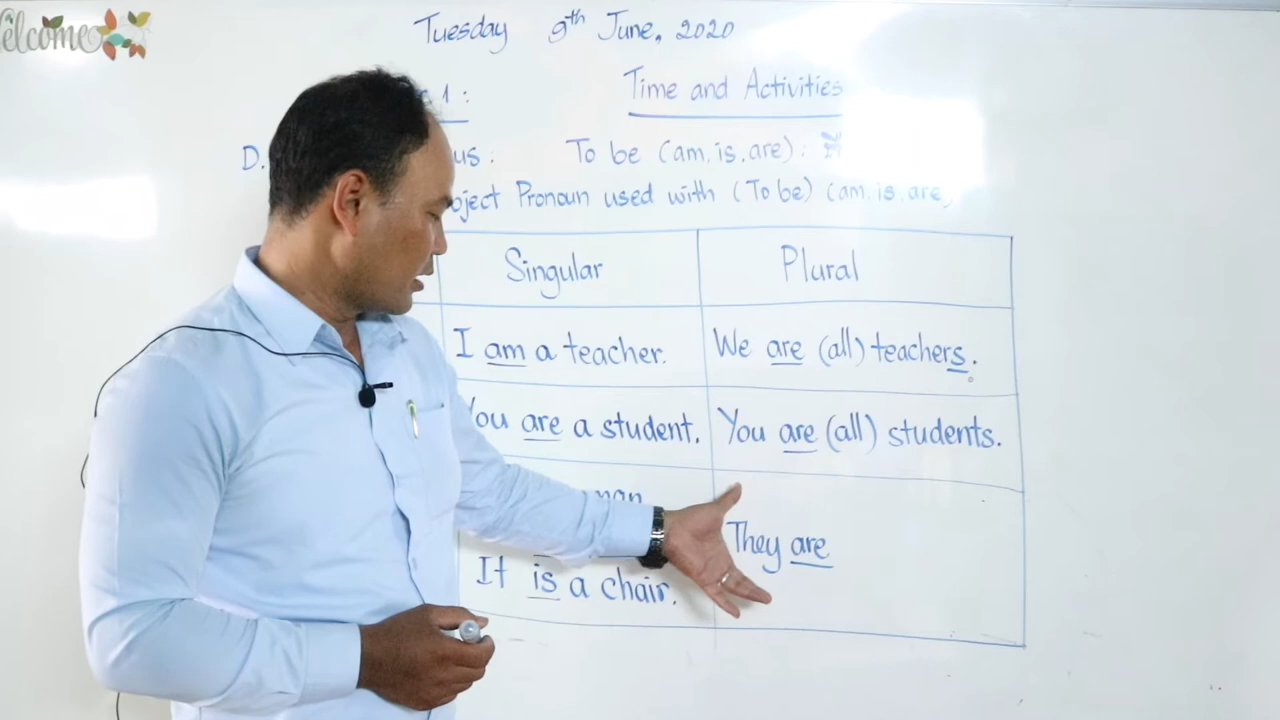 Welcome
Tuesday 9th June, 2020
1 :
Time and Activities
D. us : To be (am, is, are) :
Pronoun used with (To be) (am, is, are)
Singular Plural
I am a teacher. We are (all) teachers.
You are a student. You are (all) students.
man
They are
It is a chair.